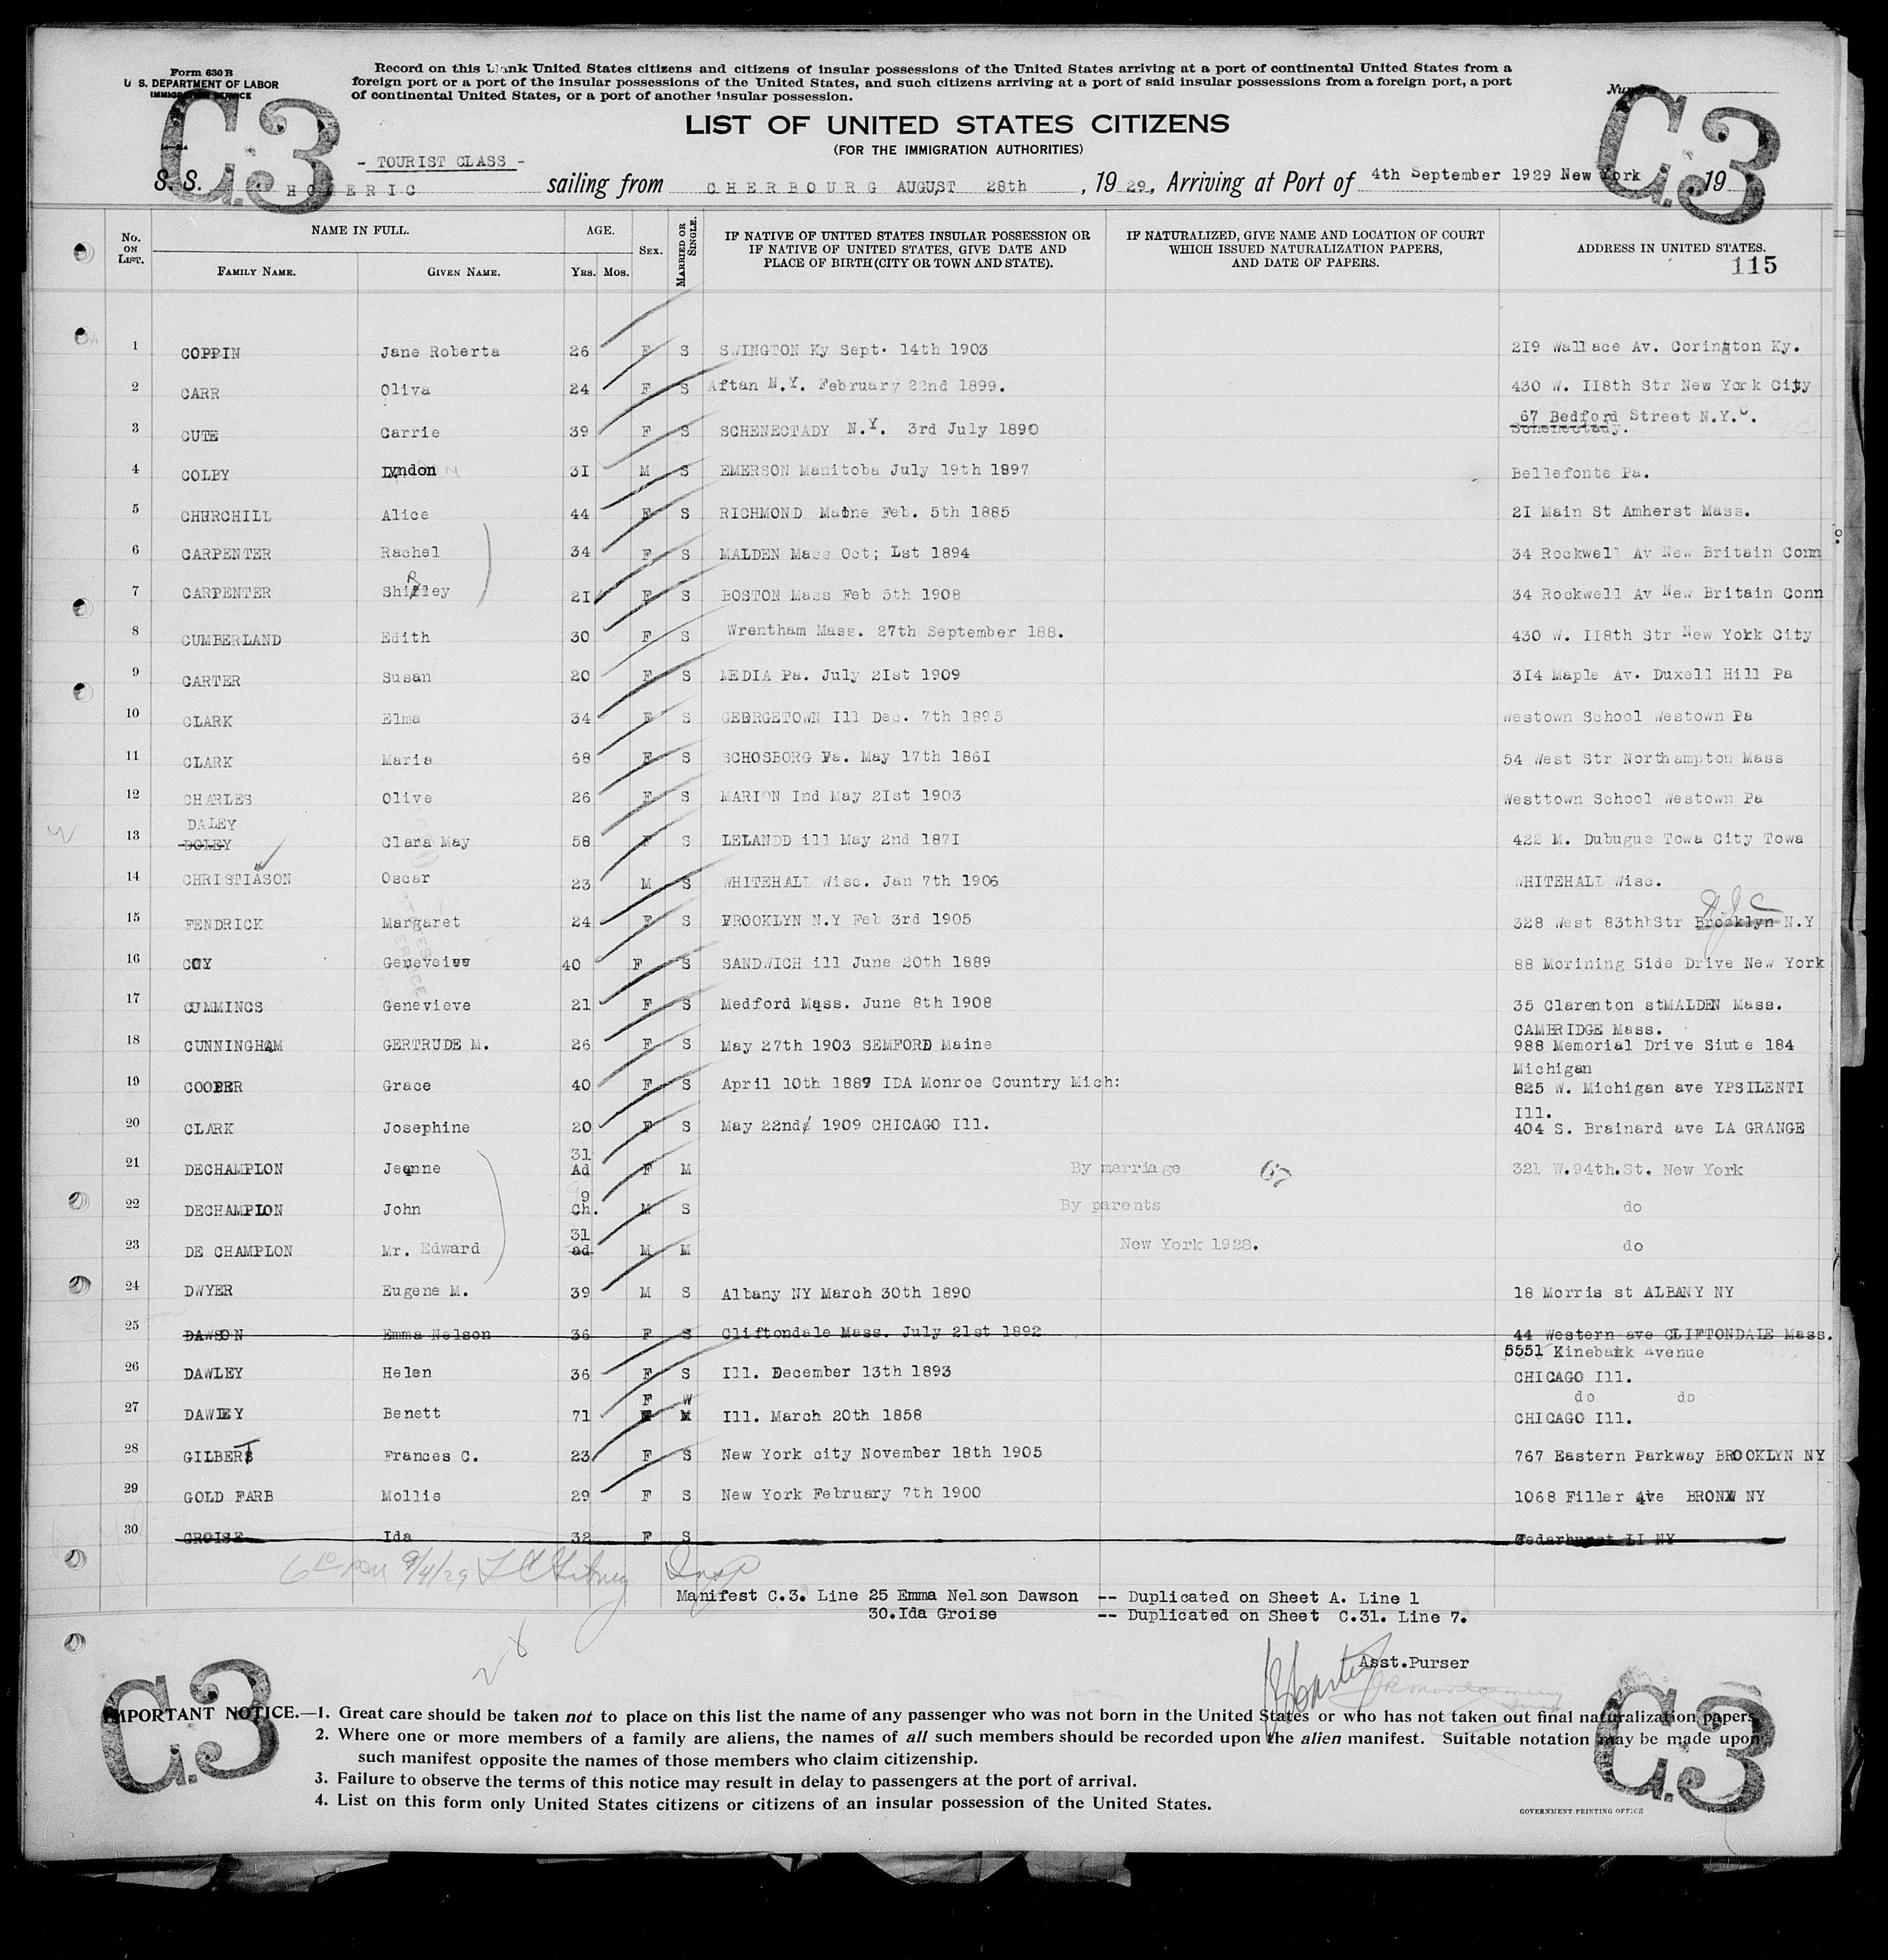 Form 630 B
U. S. DEPARTMENT OF LABOR
IMMIGRATION SERVICE
Record on this blank United States citizens and citizens of insular possessions of the United States arriving at a port of continental United States from a
foreign port or a port of the insular possessions of the United States, and such citizens arriving at a port of said insular possessions from a foreign port, a port
of continental United States, or a port of another insular possession.
Number
C.3
C.3
LIST OF UNITED STATES CITIZENS
(FOR THE IMMIGRATION AUTHORITIES)
- TOURIST CLASS -
S. S. HOMERIC sailing from CHERBOURG AUGUST 28th, 1929, Arriving at Port of 4th September 1929 New York 19
No. ON LIST. NAME IN FULL. AGE. SEX. MARRIED OR SINGLE. IF NATIVE OF UNITED STATES INSULAR POSSESSION OR IF NATIVE OF UNITED STATES, GIVE DATE AND PLACE OF BIRTH (CITY OR TOWN AND STATE). IF NATURALIZED, GIVE NAME AND LOCATION OF COURT WHICH ISSUED NATURALIZATION PAPERS, AND DATE OF PAPERS. ADDRESS IN UNITED STATES.
FAMILY NAME. GIVEN NAME. YRS. MOS.
115
1 COPPIN Jane Roberta 26 F S SWINGTON Ky Sept. 14th 1903 219 Wallace Av. Corington Ky.
2 CARR Oliva 24 F S Aftan N.Y. February 22nd 1899. 430 W. II8th Str New York City
67 Bedford Street N.Y.C.
3 CUTE Carrie 39 F S SCHENECTADY N.Y. 3rd July 1890 Schenectady.
4 COLBY Lyndon 3I M S EMERSON Manitoba July 19th 1897 Bellefonte Pa.
5 CHURCHILL Alice 44 F S RICHMOND Maine Feb. 5th 1885 2I Main St Amherst Mass.
6 CARPENTER Rachel 34 F S MALDEN Mass Oct; Lst 1894 34 Rockwell Av New Britain Conn
7 CARPENTER Shirley 2I F S BOSTON Mass Feb 5th 1908 34 Rockwell Av New Britain Conn
8 CUMBERLAND Edith 30 F S Wrentham Mass. 27th September 188. 430 W. II8th Str New York City
9 CARTER Susan 20 F S MEDIA Pa. July 2Ist 1909 3I4 Maple Av. Duxell Hill Pa
10 CLARK Elma 34 F S GEORGETOWN Ill Dec. 7th 1895 Westown School Westown Pa
11 CLARK Maria 68 F S SCHOSBORG Va. May 17th 186I 54 West Str Northampton Mass
12 CHARLES Olive 26 F S MARION Ind May 2Ist 1903 Westtown School Westown Pa
DALEY
13 DOLEY Clara May 58 F S LELANDD ill May 2nd 187I 422 M. Dubugue Towa City Towa
14 CHRISTIASON Oscar 23 M S WHITEHALL Wisc. Jan 7th 1906 WHITEHALL Wisc.
N.Y.C
15 FENDRICK Margaret 24 F S BROOKLYN N.Y Feb 3rd 1905 328 West 83th Str Brooklyn N.Y
16 COY Geneveive 40 F S SANDWICH ill June 20th 1889 88 Morining Side Drive New York
17 CUMMINGS Genevieve 21 F S Medford Mass. June 8th 1908 35 Clarenton st MALDEN Mass.
CAMBRIDGE Mass.
18 CUNNINGHAM GERTRUDE M. 26 F S May 27th 1903 SEMFORD Maine 988 Memorial Drive Siute 184
Michigan
19 COOPER Grace 40 F S April 10th 1889 IDA Monroe Country Mich: 825 W. Michigan ave YPSILENTI
Ill.
20 CLARK Josephine 20 F S May 22nd 1909 CHICAGO Ill. 404 S. Brainard ave LA GRANGE
31
21 DECHAMPLON Jeanne Ad F M By marriage 67 321 W.94th.St. New York
9
22 DECHAMPLON John Ch. M S By parents do
31
23 DE CHAMPLON Mr. Edward ad M M New York 1928. do
24 DWYER Eugene M. 39 M S Albany NY March 30th 1890 18 Morris st ALBANY NY
25 DAWSON Emma Nelson 36 F S Cliftondale Mass. July 21st 1892 44 Western ave CLIFTONDALE Mass.
5551 Kinebark Avenue
26 DAWLEY Helen 36 F S Ill. December 13th 1893 CHICAGO Ill.
F W do do
27 DAWLEY Benett 71 M Ill. March 20th 1858 CHICAGO Ill.
28 GILBERT Frances C. 23 F S New York city November 18th 1905 767 Eastern Parkway BROOKLYN NY
29 GOLD FARB Mollie 29 F S New York February 7th 1900 1068 Filler Ave BRONX NY
30 GROISE Ida 32 F S Cedarhurst LI NY
9/4/29 Insp
Manifest C.3. Line 25 Emma Nelson Dawson -- Duplicated on Sheet A. Line 1
30.Ida Groise -- Duplicated on Sheet C.31. Line 7.
Asst.Purser
C.3
C.3
IMPORTANT NOTICE.—1. Great care should be taken not to place on this list the name of any passenger who was not born in the United States or who has not taken out final naturalization papers.
2. Where one or more members of a family are aliens, the names of all such members should be recorded upon the alien manifest. Suitable notation may be made upon
such manifest opposite the names of those members who claim citizenship.
3. Failure to observe the terms of this notice may result in delay to passengers at the port of arrival.
4. List on this form only United States citizens or citizens of an insular possession of the United States.
GOVERNMENT PRINTING OFFICE